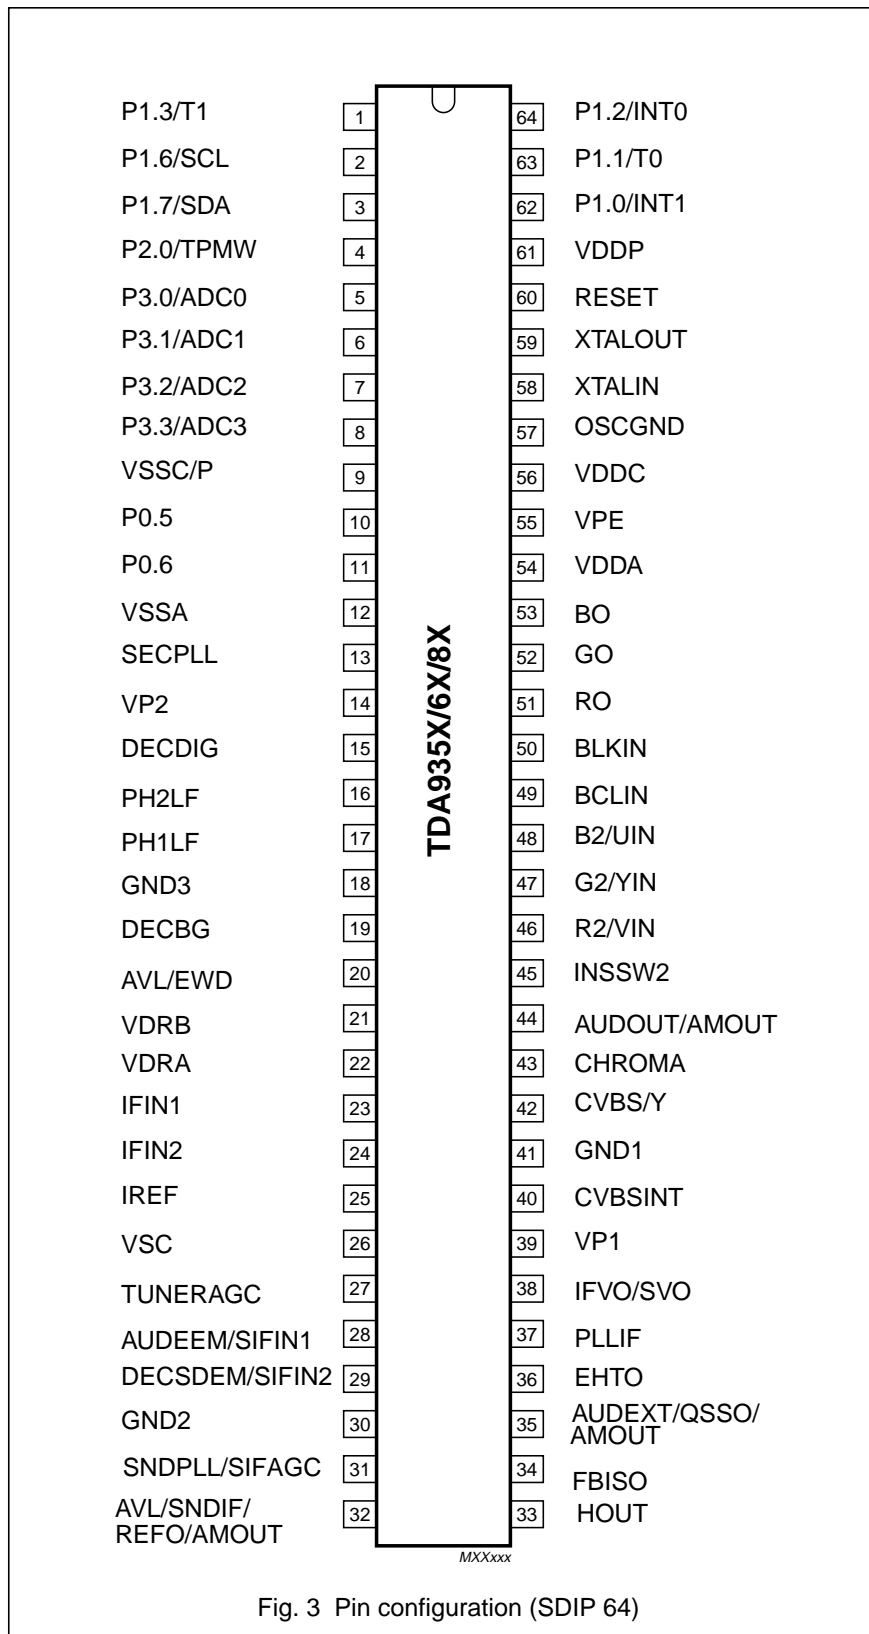 P1.3/T1 1 64 P1.2/INT0
P1.6/SCL 2 63 P1.1/T0
P1.7/SDA 3 62 P1.0/INT1
P2.0/TPMW 4 61 VDDP
P3.0/ADC0 5 60 RESET
P3.1/ADC1 6 59 XTALOUT
P3.2/ADC2 7 58 XTALIN
P3.3/ADC3 8 57 OSCGND
VSSC/P 9 56 VDDC
P0.5 10 55 VPE
P0.6 11 54 VDDA
VSSA 12 53 BO
SECPLL 13 52 GO
VP2 14 51 RO
DECDIG 15 50 BLKIN
PH2LF 16 49 BCLIN
PH1LF 17 48 B2/UIN
GND3 18 47 G2/YIN
DECBG 19 46 R2/VIN
AVL/EWD 20 45 INSSW2
VDRB 21 44 AUDOUT/AMOUT
VDRA 22 43 CHROMA
IFIN1 23 42 CVBS/Y
IFIN2 24 41 GND1
IREF 25 40 CVBSINT
VSC 26 39 VP1
TUNERAGC 27 38 IFVO/SVO
AUDEEM/SIFIN1 28 37 PLLIF
DECSDEM/SIFIN2 29 36 EHTO
GND2 30 35 AUDEXT/QSSO/
AMOUT
SNDPLL/SIFAGC 31 34 FBISO
AVL/SNDIF/
REFO/AMOUT 32 33 HOUT
TDA935X/6X/8X
MXXxxx
Fig. 3 Pin configuration (SDIP 64)